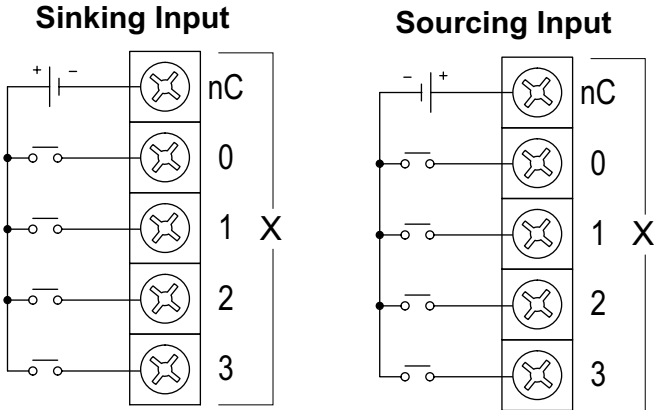 Sinking Input
+ –
nC
0
1
2
3
X
Sourcing Input
– +
nC
0
1
2
3
X